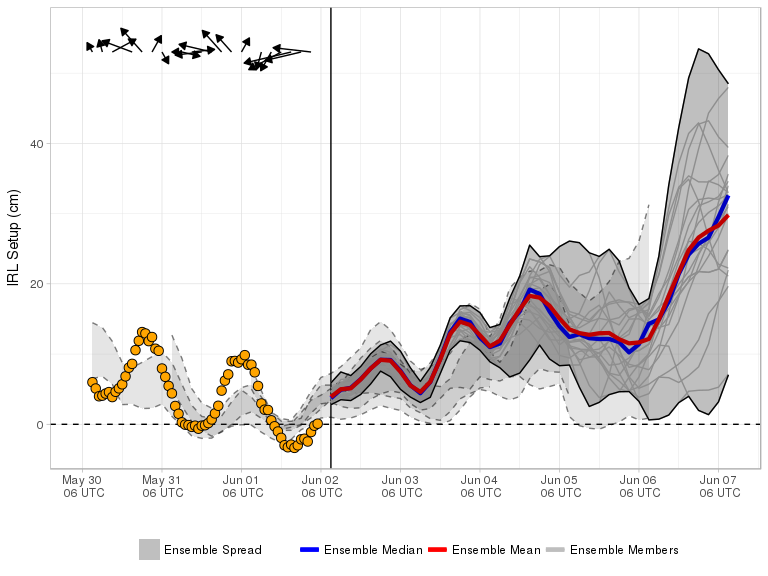 IRL Setup (cm)
40
20
0
May 30 May 31 Jun 01 Jun 02 Jun 03 Jun 04 Jun 05 Jun 06 Jun 07
06 UTC 06 UTC 06 UTC 06 UTC 06 UTC 06 UTC 06 UTC 06 UTC 06 UTC
Ensemble Spread Ensemble Median Ensemble Mean Ensemble Members